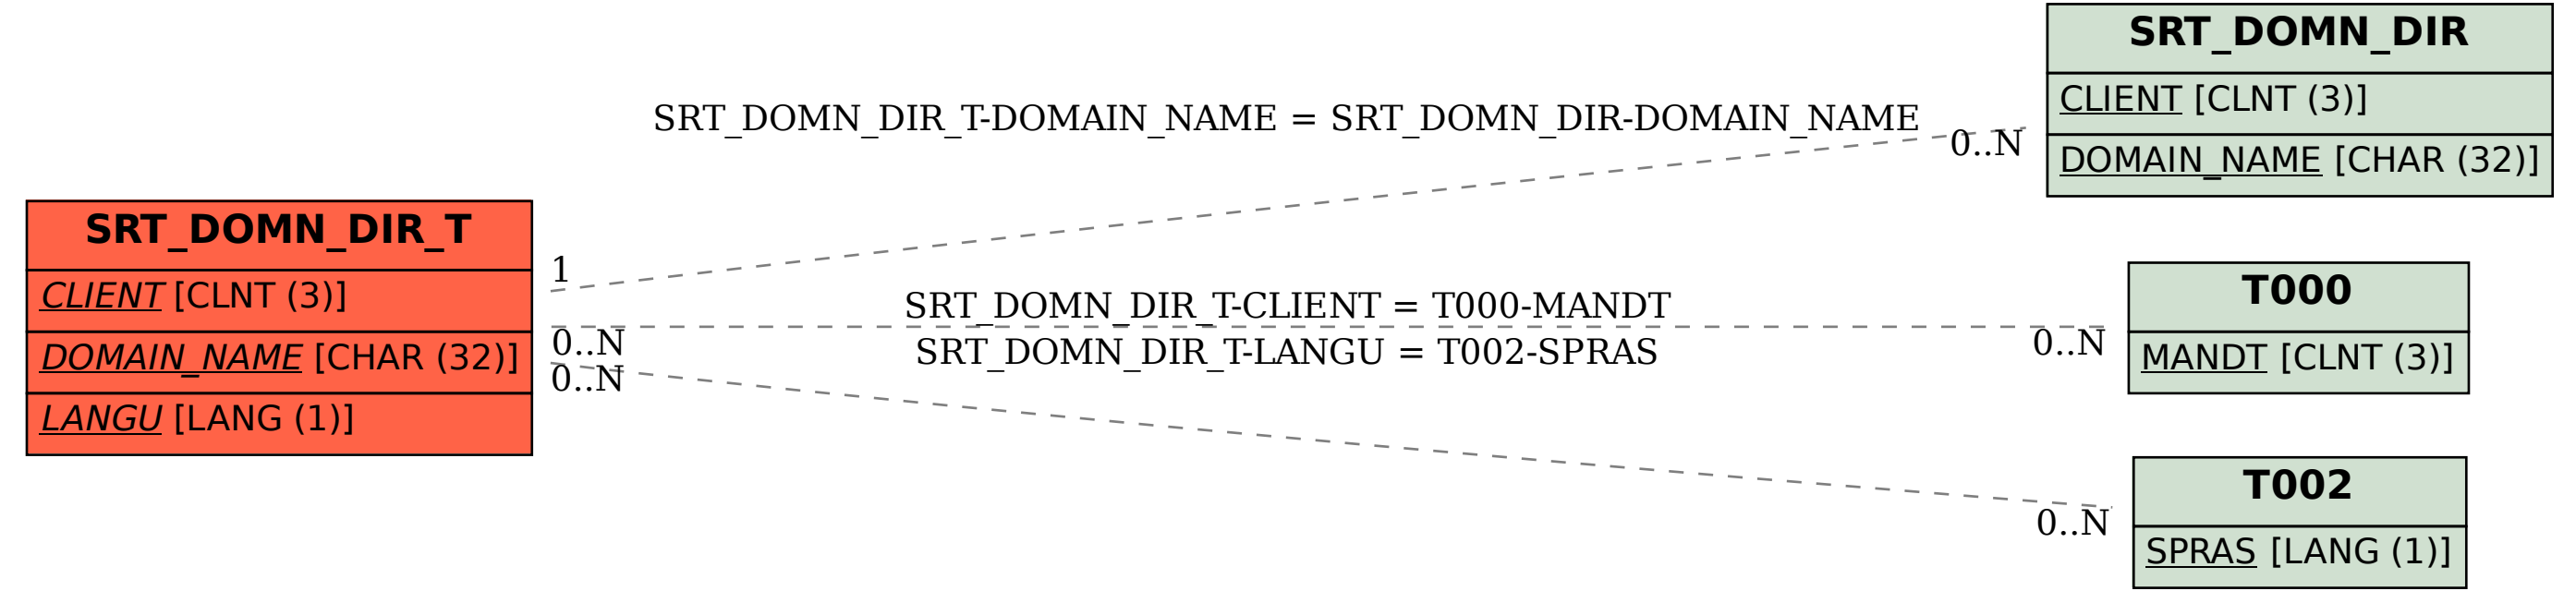 SRT_DOMN_DIR
CLIENT [CLNT (3)]
DOMAIN_NAME [CHAR (32)]
SRT_DOMN_DIR_T-DOMAIN_NAME = SRT_DOMN_DIR-DOMAIN_NAME
0..N
SRT_DOMN_DIR_T
CLIENT [CLNT (3)]
DOMAIN_NAME [CHAR (32)]
LANGU [LANG (1)]
1
SRT_DOMN_DIR_T-CLIENT = T000-MANDT
0..N
0..N
SRT_DOMN_DIR_T-LANGU = T002-SPRAS
0..N
0..N
T000
MANDT [CLNT (3)]
T002
SPRAS [LANG (1)]